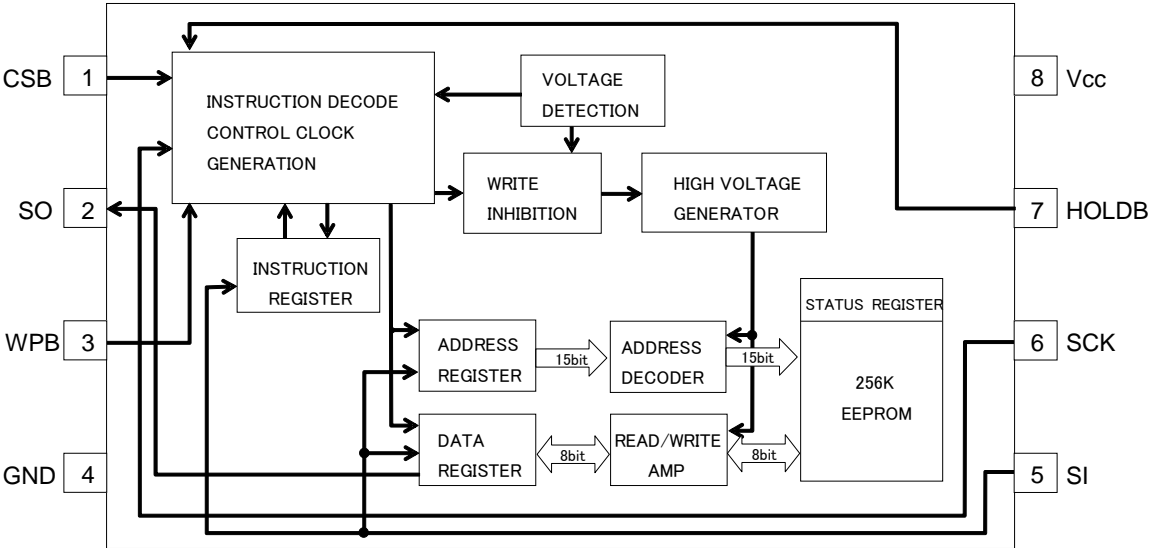 CSB 1
SO 2
WPB 3
GND 4
8 Vcc
7 HOLDB
6 SCK
5 SI
INSTRUCTION DECODE
CONTROL CLOCK
GENERATION
VOLTAGE
DETECTION
WRITE
INHIBITION
HIGH VOLTAGE
GENERATOR
INSTRUCTION
REGISTER
STATUS REGISTER
ADDRESS
REGISTER
15bit
ADDRESS
DECODER
15bit
256K
EEPROM
DATA
REGISTER
8bit
READ/WRITE
AMP
8bit